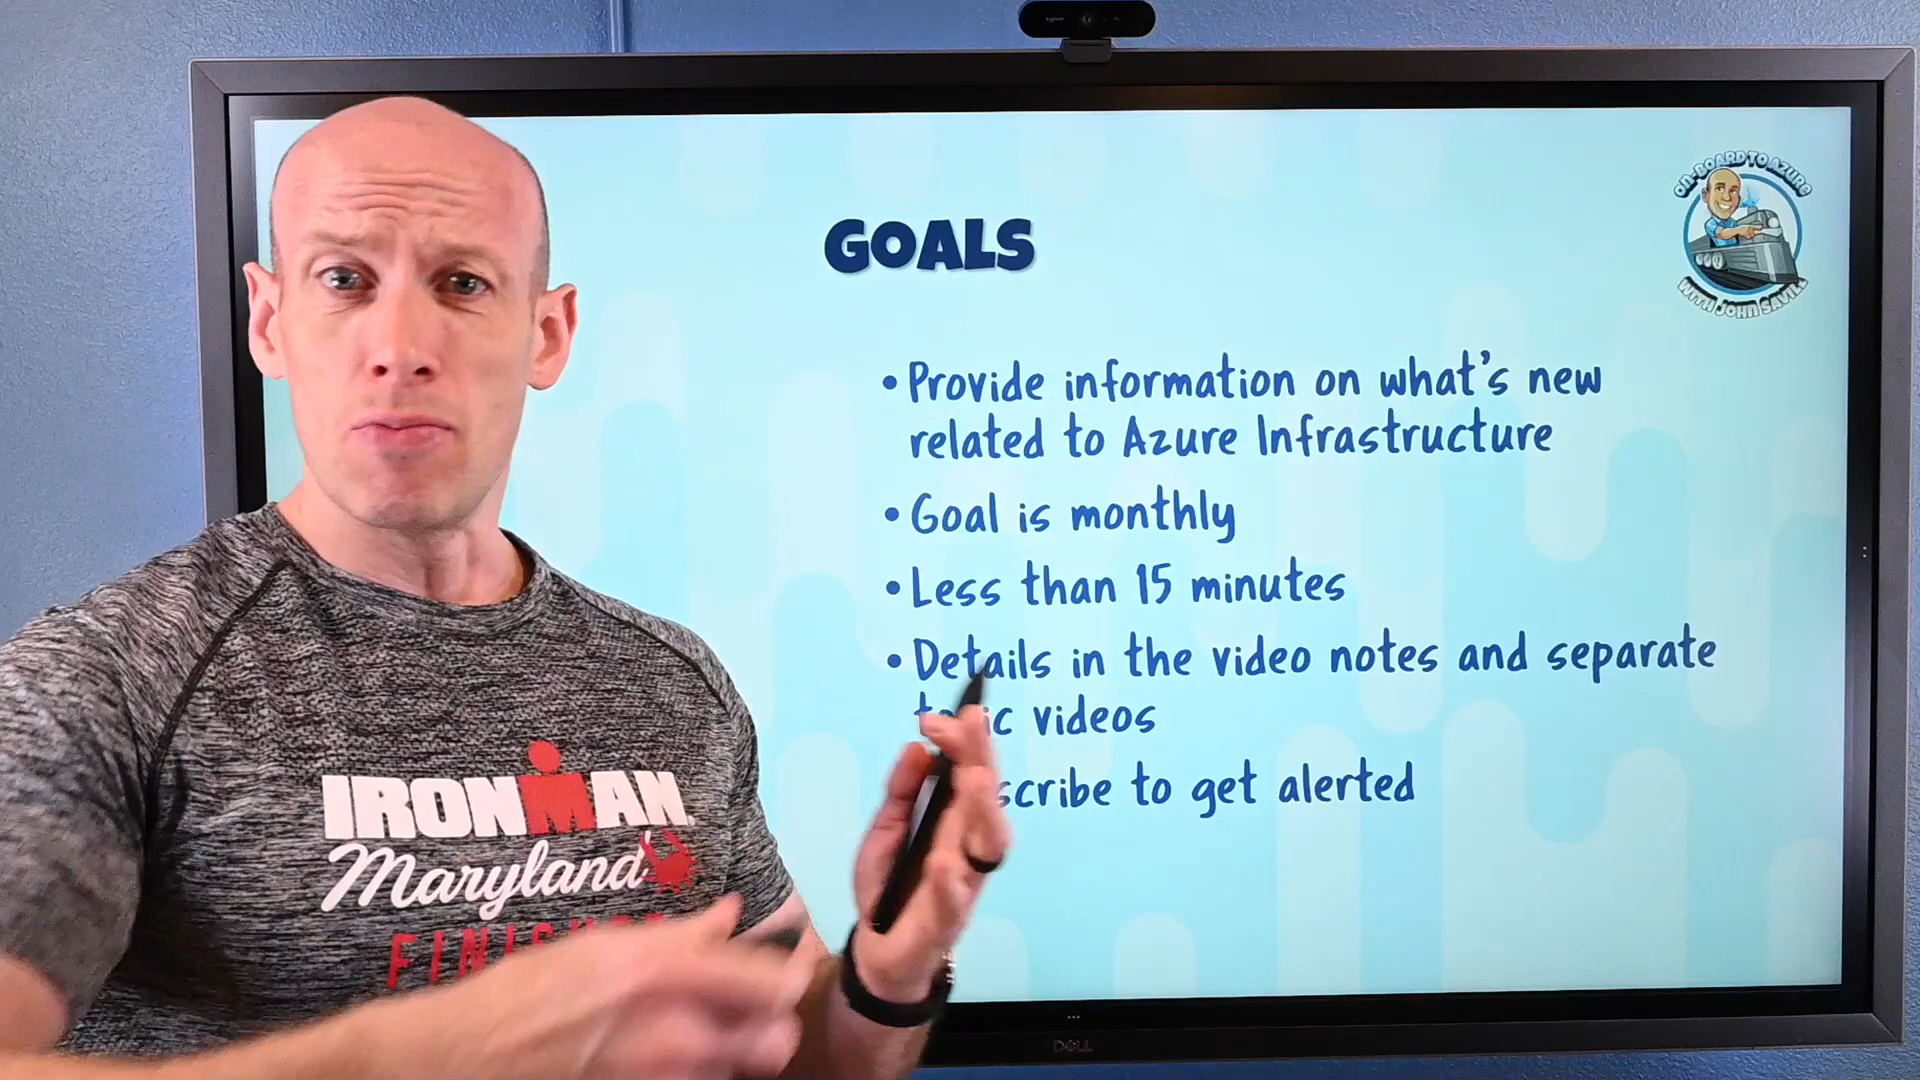 ON-BOARD TO AZURE
WITH JOHN SAVILL
GOALS
• Provide information on what's new
related to Azure Infrastructure
• Goal is monthly
• Less than 15 minutes
• Details in the video notes and separate
videos
to get alerted
IRONMAN
Maryland
DELL